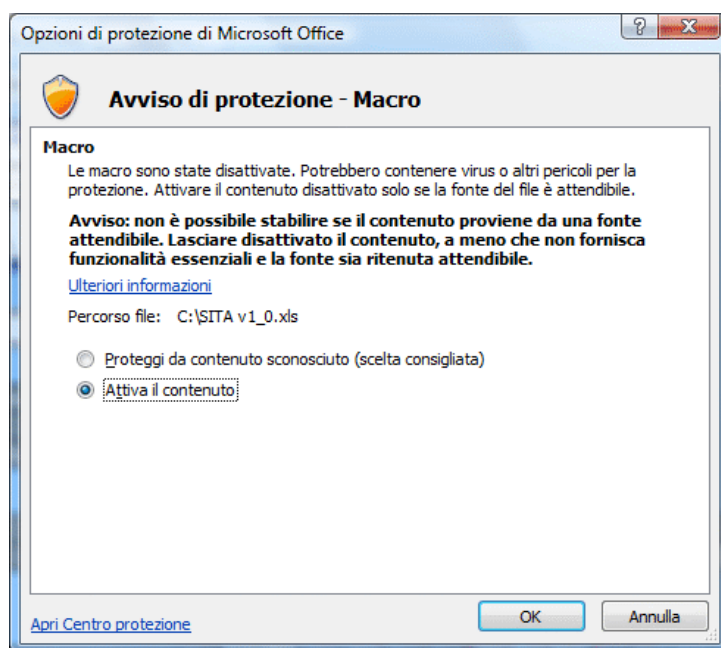 Opzioni di protezione di Microsoft Office
?
X
Avviso di protezione - Macro
Macro
Le macro sono state disattivate. Potrebbero contenere virus o altri pericoli per la
protezione. Attivare il contenuto disattivato solo se la fonte del file è attendibile.
Avviso: non è possibile stabilire se il contenuto proviene da una fonte
attendibile. Lasciare disattivato il contenuto, a meno che non fornisca
funzionalità essenziali e la fonte sia ritenuta attendibile.
Ulteriori informazioni
Percorso file: C:\SITA v1_0.xls
Proteggi da contenuto sconosciuto (scelta consigliata)
Attiva il contenuto
Apri Centro protezione
OK
Annulla